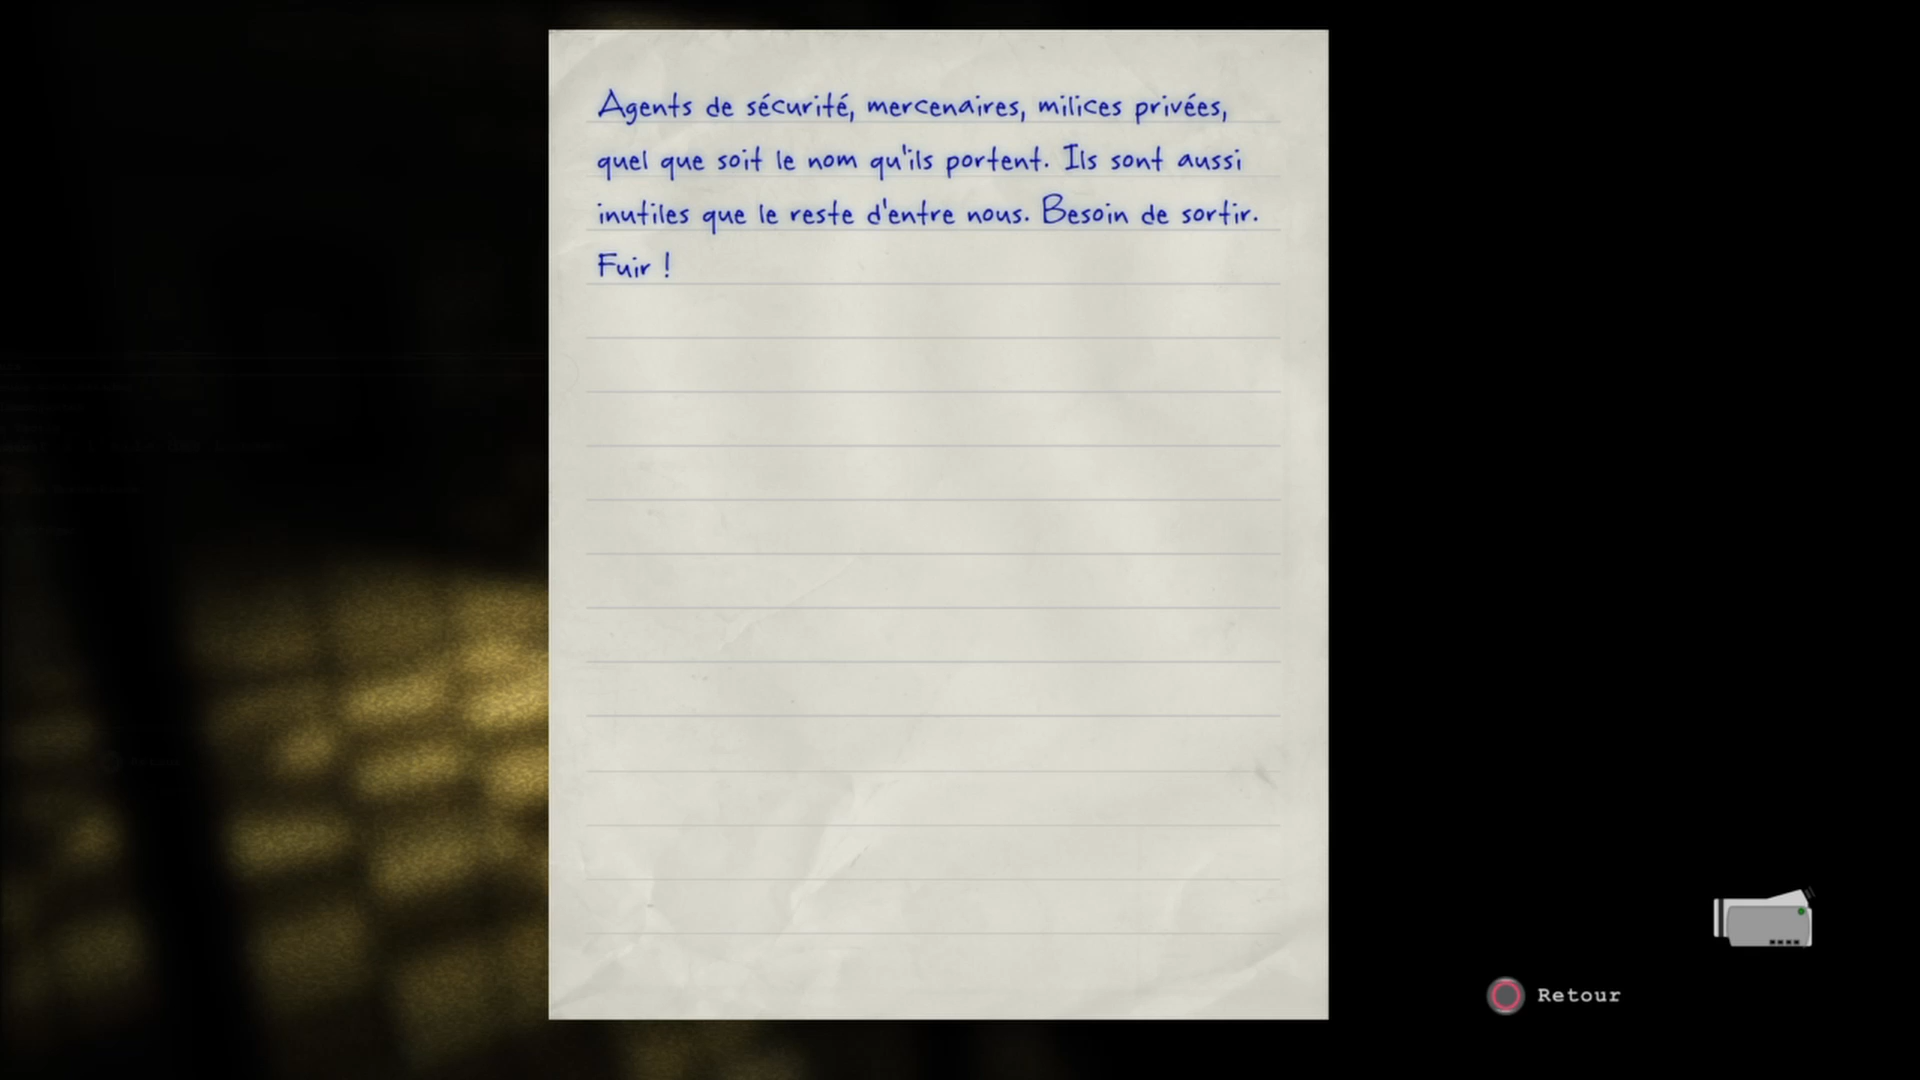 Agents de sécurité, mercenaires, milices privées,
quel que soit le nom qu'ils portent. Ils sont aussi
inutiles que le reste d'entre nous. Besoin de sortir.
Fuir !
Retour